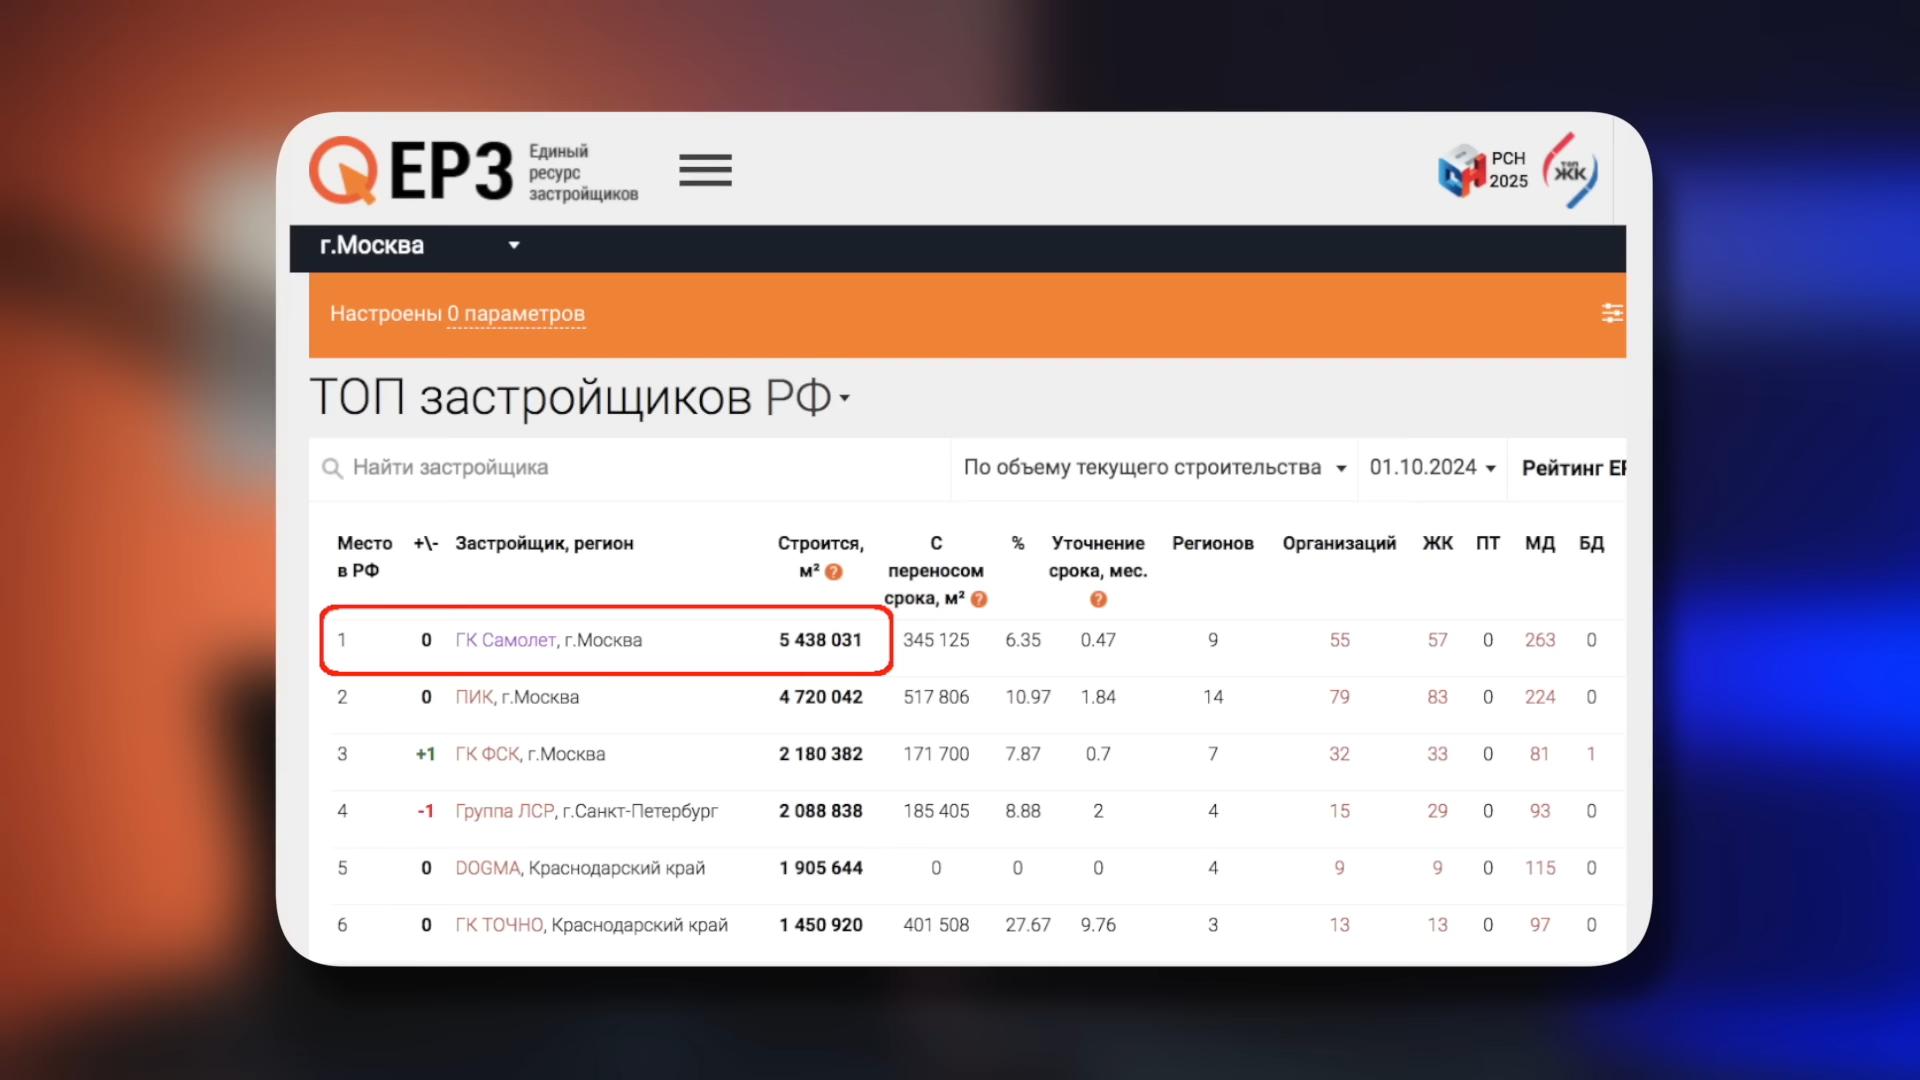 ЕРЗ
Единый
ресурс
застройщиков
РСН
2025
ТОП
ЖК
г.Москва
Настроены 0 параметров
ТОП застройщиков РФ
Найти застройщика По объему текущего строительства 01.10.2024 Рейтинг
Место в РФ +\- Застройщик, регион Строится, м² ? С переносом срока, м² ? % Уточнение срока, мес. ? Регионов Организаций ЖК ПТ МД БД
1 0 ГК Самолет, г.Москва 5 438 031 345 125 6.35 0.47 9 55 57 0 263 0
2 0 ПИК, г.Москва 4 720 042 517 806 10.97 1.84 14 79 83 0 224 0
3 +1 ГК ФСК, г.Москва 2 180 382 171 700 7.87 0.7 7 32 33 0 81 1
4 -1 Группа ЛСР, г.Санкт-Петербург 2 088 838 185 405 8.88 2 4 15 29 0 93 0
5 0 DOGMA, Краснодарский край 1 905 644 0 0 0 4 9 9 0 115 0
6 0 ГК ТОЧНО, Краснодарский край 1 450 920 401 508 27.67 9.76 3 13 13 0 97 0